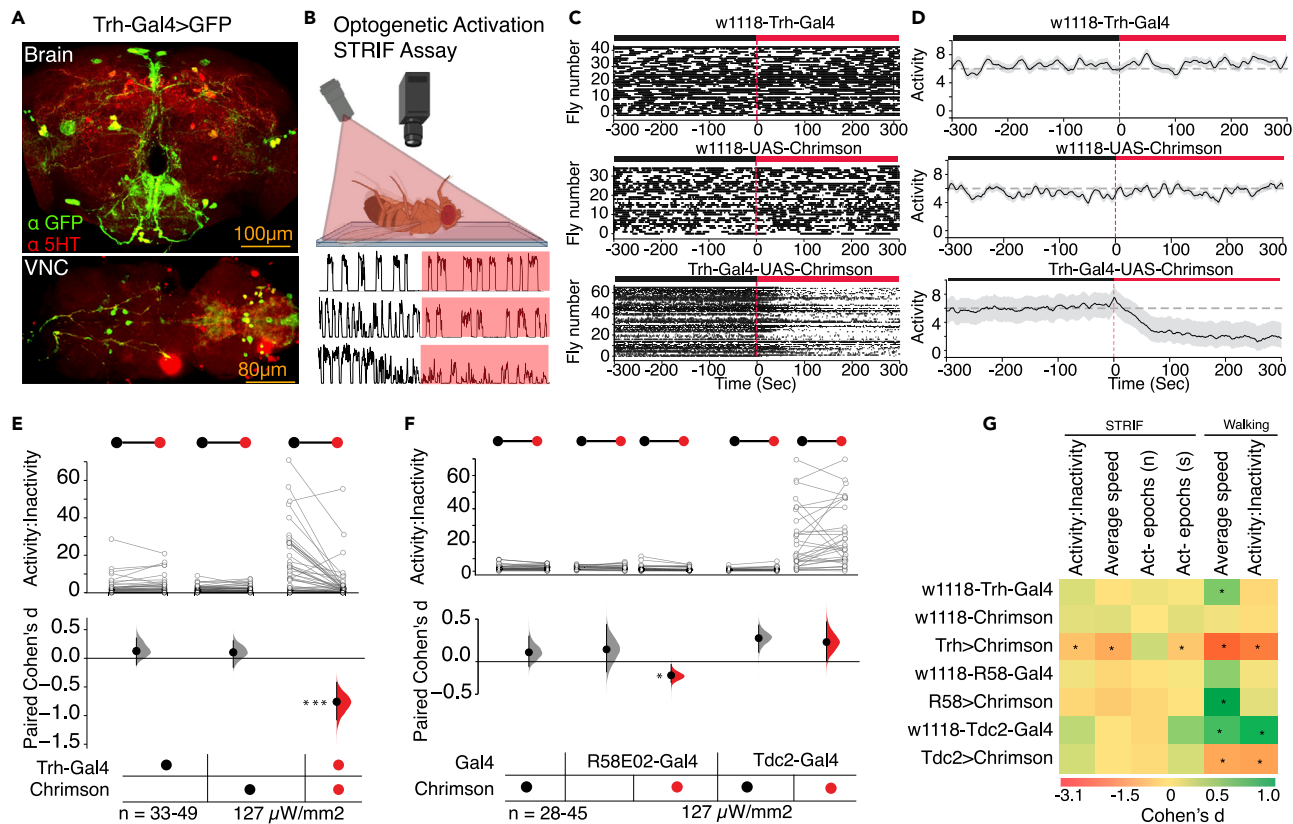 A
Trh-Gal4>GFP
Brain
α GFP
α 5HT
100µm
VNC
80µm
B
Optogenetic Activation
STRIF Assay
C
w1118-Trh-Gal4
Fly number
40
30
20
10
0
-300 -200 -100 0 100 200 300
w1118-UAS-Chrimson
Fly number
30
20
10
0
-300 -200 -100 0 100 200 300
Trh-Gal4-UAS-Chrimson
Fly number
60
40
20
0
-300 -200 -100 0 100 200 300
Time (Sec)
D
w1118-Trh-Gal4
Activity
8
4
0
-300 -200 -100 0 100 200 300
w1118-UAS-Chrimson
Activity
8
4
0
-300 -200 -100 0 100 200 300
Trh-Gal4-UAS-Chrimson
Activity
8
4
0
-300 -200 -100 0 100 200 300
Time (Sec)
E
Activity:Inactivity
60
40
20
0
Paired Cohen's d
0.5
0.0
−0.5
−1.0
−1.5
***
Trh-Gal4
Chrimson
n = 33-49 127 µW/mm2
F
Activity:Inactivity
60
40
20
0
Paired Cohen's d
0.5
0.0
−0.5
*
Gal4 R58E02-Gal4 Tdc2-Gal4
Chrimson
n = 28-45 127 µW/mm2
G
STRIF Walking
Activity:Inactivity
Average speed
Act- epochs (n)
Act- epochs (s)
Average speed
Activity:Inactivity
w1118-Trh-Gal4 *
w1118-Chrimson
Trh>Chrimson * * * * *
w1118-R58-Gal4
R58>Chrimson *
w1118-Tdc2-Gal4 * *
Tdc2>Chrimson * *
-3.1 -1.5 0 0.5 1.0
Cohen's d